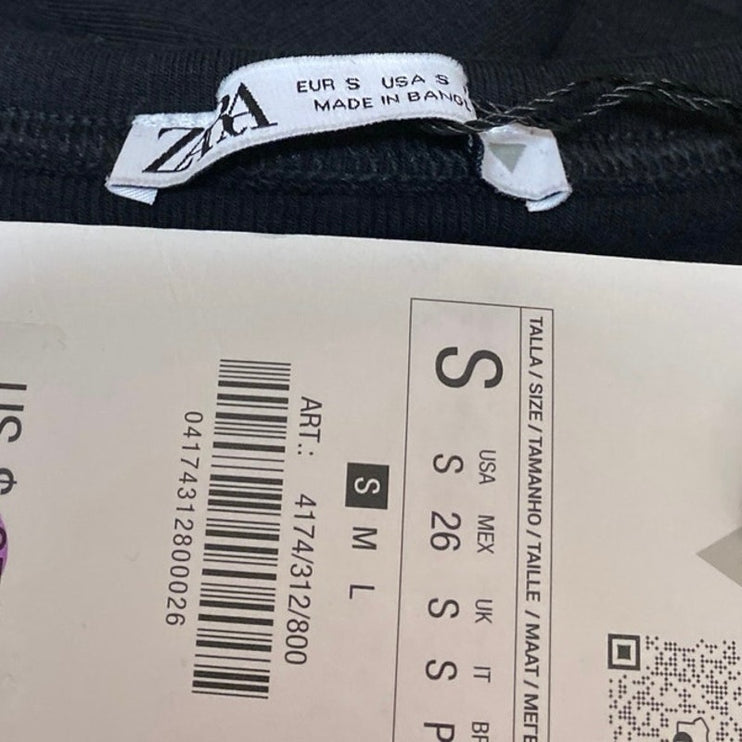 ZARA
EUR S USA S
MADE IN BANGL
TALLA / SIZE / TAMANHO / TAILLE / MAAT / ME
USA MEX UK IT BR
S S 26 S S P
S M L
ART.: 4174/312/800
04174312800026
US $